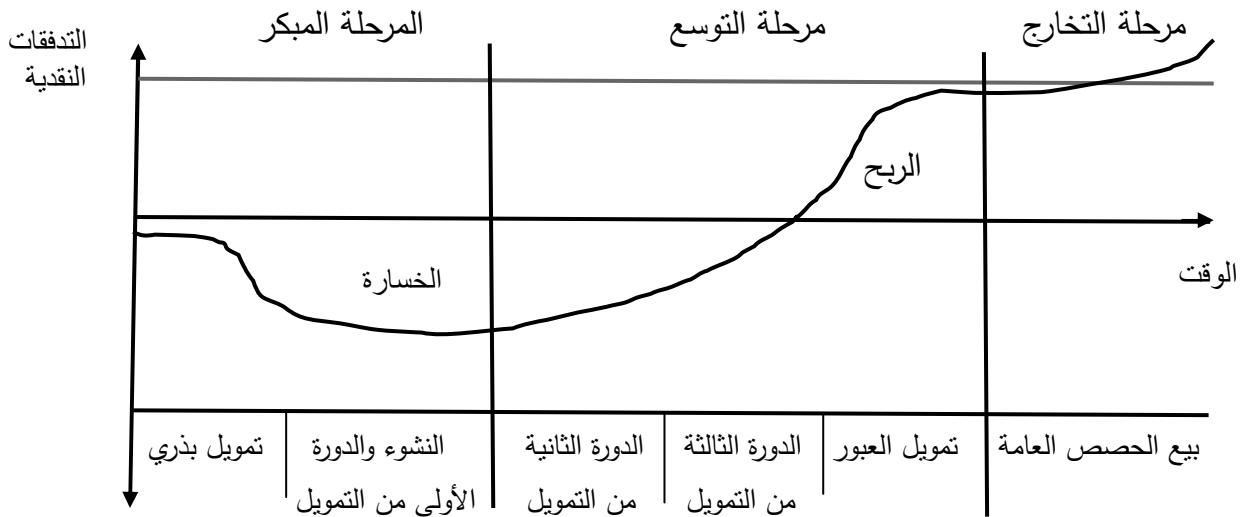 المرحلة المبكر
مرحلة التوسع
مرحلة التخارج
التدفقات
النقدية
الربح
الخسارة
الوقت
تمويل بذري
النشوء والدورة
الأولى من التمويل
الدورة الثانية
من التمويل
الدورة الثالثة
من التمويل
تمويل العبور
بيع الحصص العامة